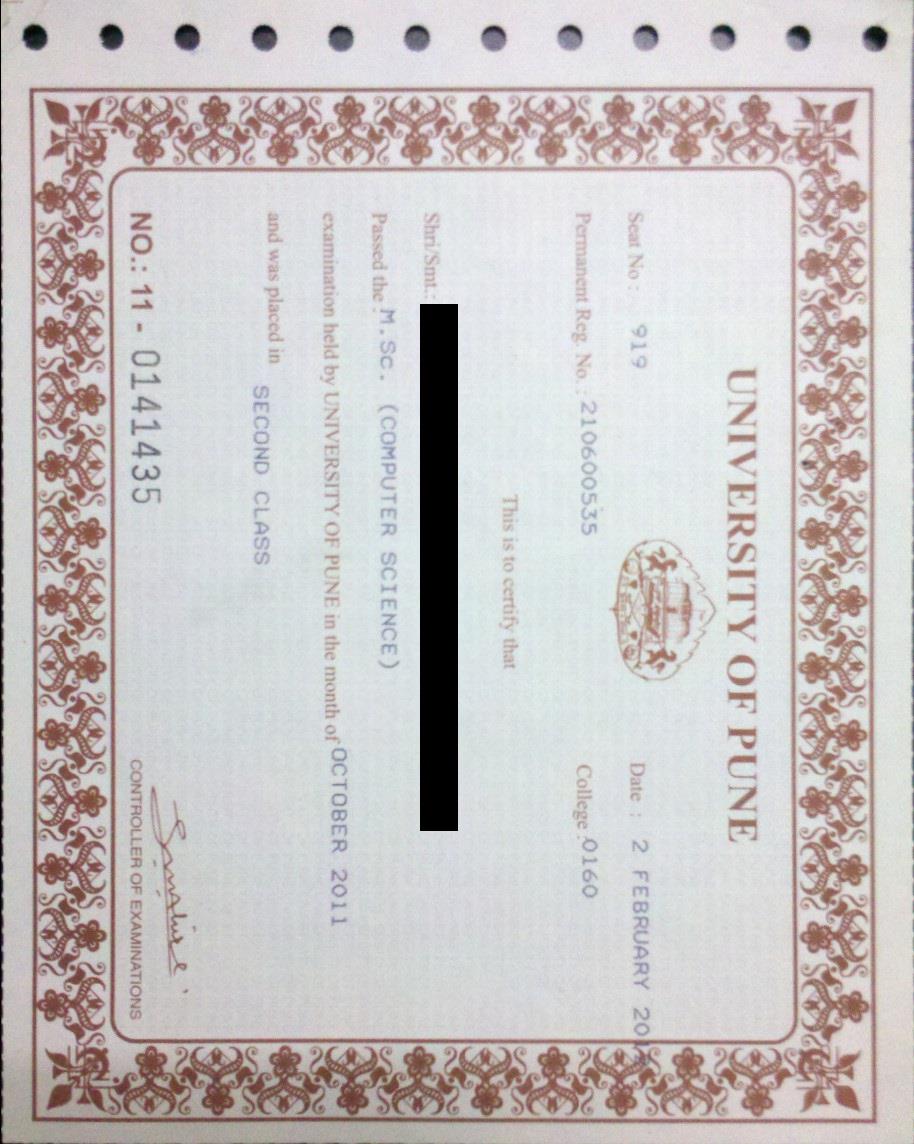 UNIVERSITY OF PUNE
Seat No : 919 Date : 2 FEBRUARY
Permanent Reg. No. : 210600535 College : 0160
This is to certify that
Shri/Smt.:
Passed the : M.Sc. (COMPUTER SCIENCE)
examination held by UNIVERSITY OF PUNE in the month of OCTOBER 2011
and was placed in SECOND CLASS
NO.: 11 - 0141435 CONTROLLER OF EXAMINATIONS